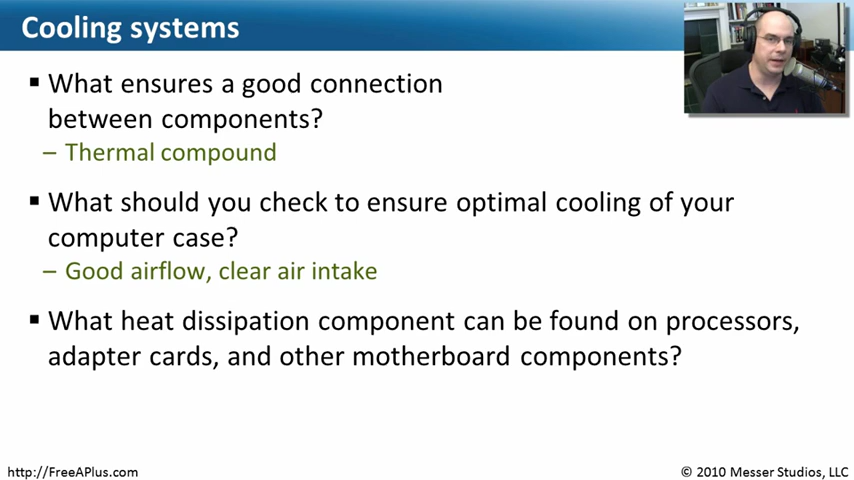 Cooling systems
▪ What ensures a good connection
between components?
– Thermal compound
▪ What should you check to ensure optimal cooling of your
computer case?
– Good airflow, clear air intake
▪ What heat dissipation component can be found on processors,
adapter cards, and other motherboard components?
http://FreeAPlus.com
© 2010 Messer Studios, LLC